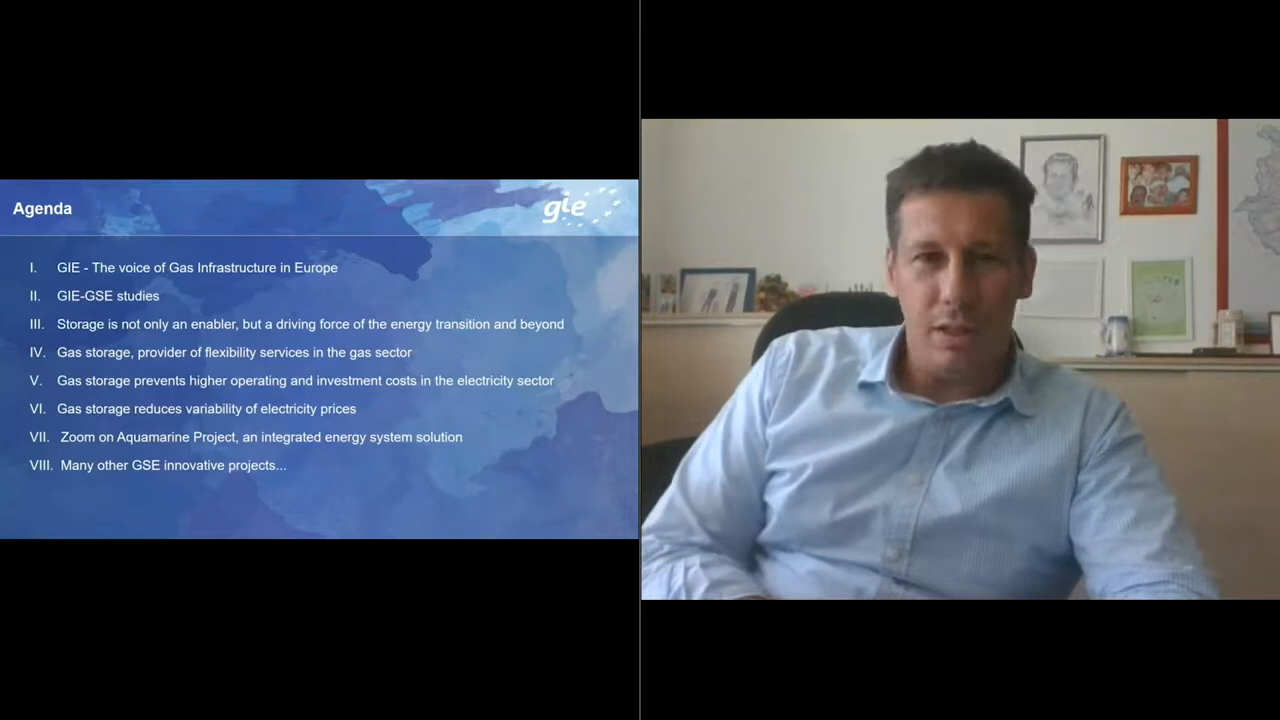 Agenda
gie
I. GIE - The voice of Gas Infrastructure in Europe
II. GIE-GSE studies
III. Storage is not only an enabler, but a driving force of the energy transition and beyond
IV. Gas storage, provider of flexibility services in the gas sector
V. Gas storage prevents higher operating and investment costs in the electricity sector
VI. Gas storage reduces variability of electricity prices
VII. Zoom on Aquamarine Project, an integrated energy system solution
VIII. Many other GSE innovative projects...